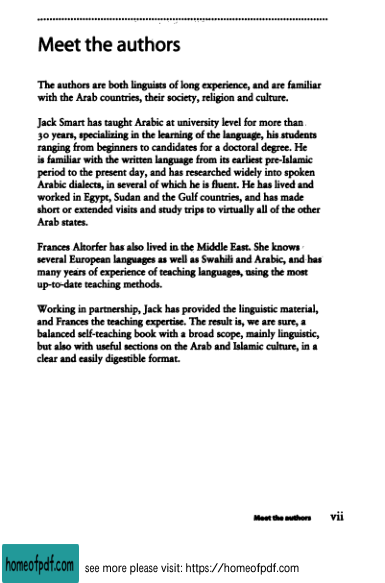 Meet the authors
The authors are both linguists of long experience, and are familiar
with the Arab countries, their society, religion and culture.
Jack Smart has taught Arabic at university level for more than
30 years, specializing in the learning of the language, his students
ranging from beginners to candidates for a doctoral degree. He
is familiar with the written language from its earliest pre-Islamic
period to the present day, and has researched widely into spoken
Arabic dialects, in several of which he is fluent. He has lived and
worked in Egypt, Sudan and the Gulf countries, and has made
short or extended visits and study trips to virtually all of the other
Arab states.
Frances Altorfer has also lived in the Middle East. She knows
several European languages as well as Swahili and Arabic, and has
many years of experience of teaching languages, using the most
up-to-date teaching methods.
Working in partnership, Jack has provided the linguistic material,
and Frances the teaching expertise. The result is, we are sure, a
balanced self-teaching book with a broad scope, mainly linguistic,
but also with useful sections on the Arab and Islamic culture, in a
clear and easily digestible format.
Meet the authors vii
homeofpdf.com see more please visit: https://homeofpdf.com